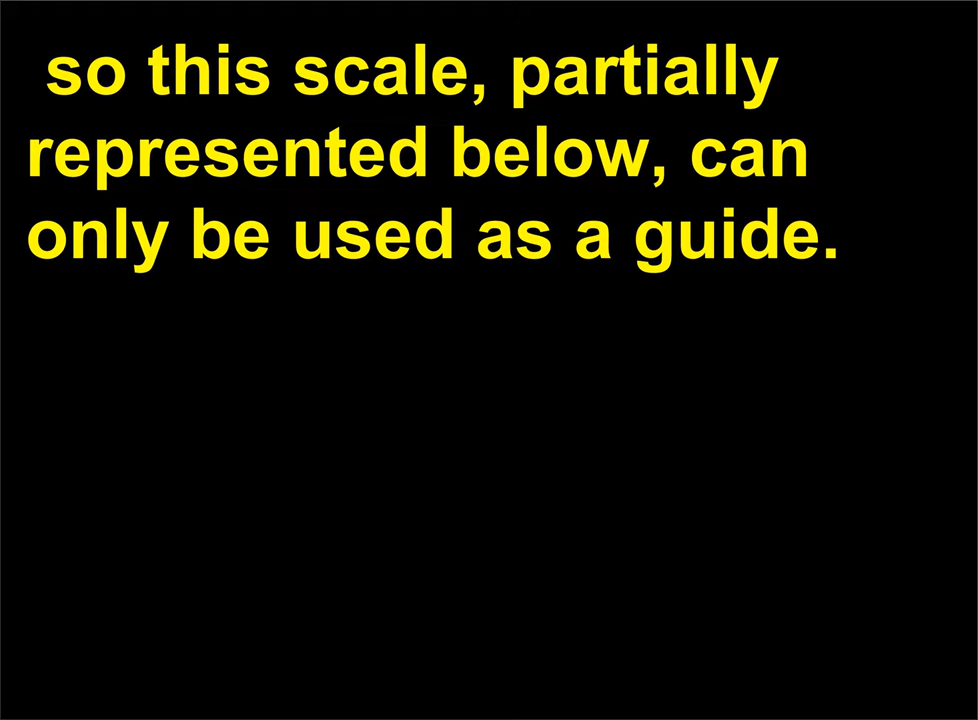 so this scale, partially
represented below, can
only be used as a guide.